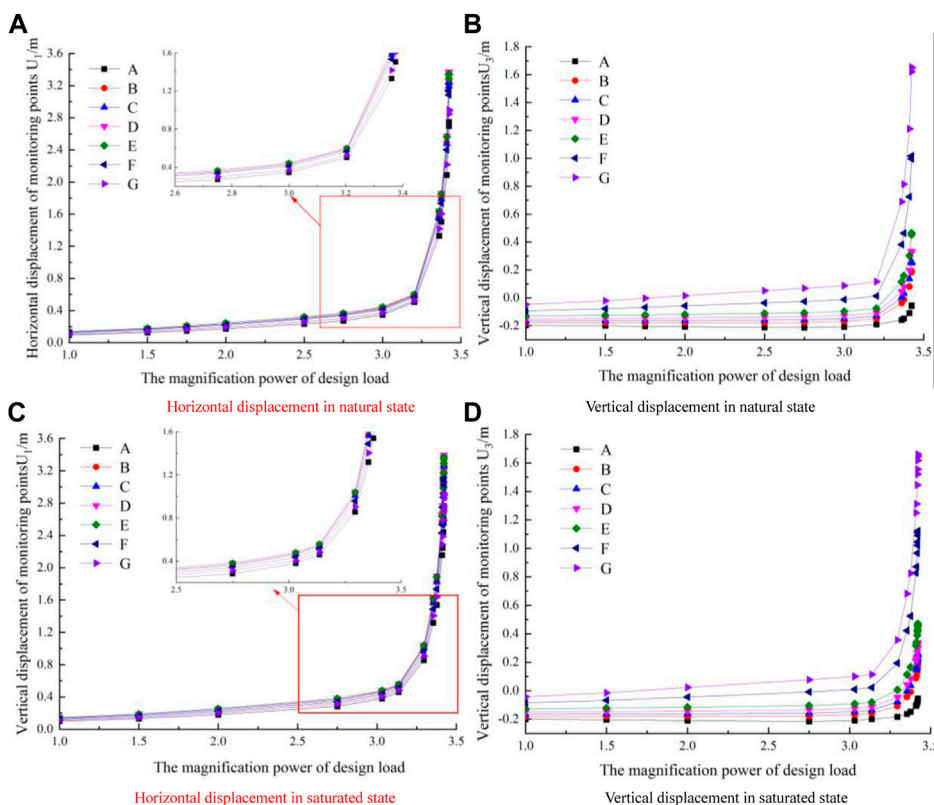 A
Horizontal displacement of monitoring points U1/m
3.6
3.2
2.8
2.4
2.0
1.6
1.2
0.8
0.4
0.0
A
B
C
D
E
F
G
1.6
1.2
0.8
0.4
2.6 2.8 3.0 3.2 3.4
1.0 1.5 2.0 2.5 3.0 3.5
The magnification power of design load
Horizontal displacement in natural state
B
Vertical displacement of monitoring pointsU3/m
1.8
1.6
1.4
1.2
1.0
0.8
0.6
0.4
0.2
0.0
-0.2
A
B
C
D
E
F
G
1.0 1.5 2.0 2.5 3.0 3.5
The magnification power of design load
Vertical displacement in natural state
C
Vertical displacement of monitoring pointsU1/m
3.6
3.2
2.8
2.4
2.0
1.6
1.2
0.8
0.4
0.0
A
B
C
D
E
F
G
1.6
1.2
0.8
0.4
2.5 3.0 3.5
1.0 1.5 2.0 2.5 3.0 3.5
The magnification power of design load
Horizontal displacement in saturated state
D
Vertical displacement of monitoring points U3/m
1.8
1.6
1.4
1.2
1.0
0.8
0.6
0.4
0.2
0.0
-0.2
A
B
C
D
E
F
G
1.0 1.5 2.0 2.5 3.0 3.5
The magnification power of design load
Vertical displacement in saturated state